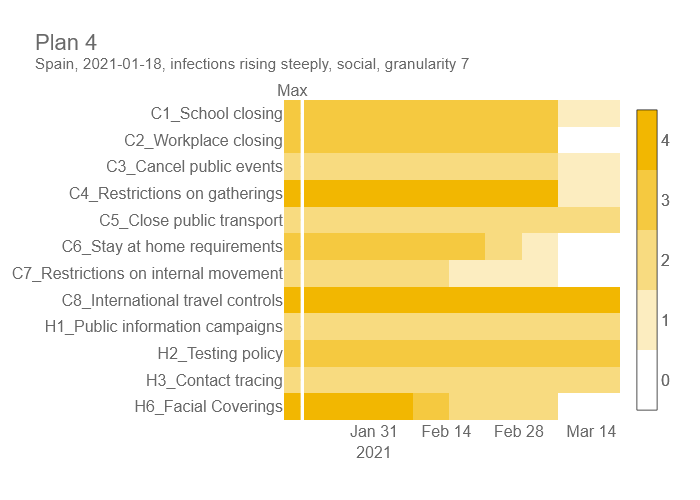 Plan 4
Spain, 2021-01-18, infections rising steeply, social, granularity 7
Max
C1_School closing
C2_Workplace closing
C3_Cancel public events
C4_Restrictions on gatherings
C5_Close public transport
C6_Stay at home requirements
C7_Restrictions on internal movement
C8_International travel controls
H1_Public information campaigns
H2_Testing policy
H3_Contact tracing
H6_Facial Coverings
Jan 31 Feb 14 Feb 28 Mar 14
2021
4
3
2
1
0